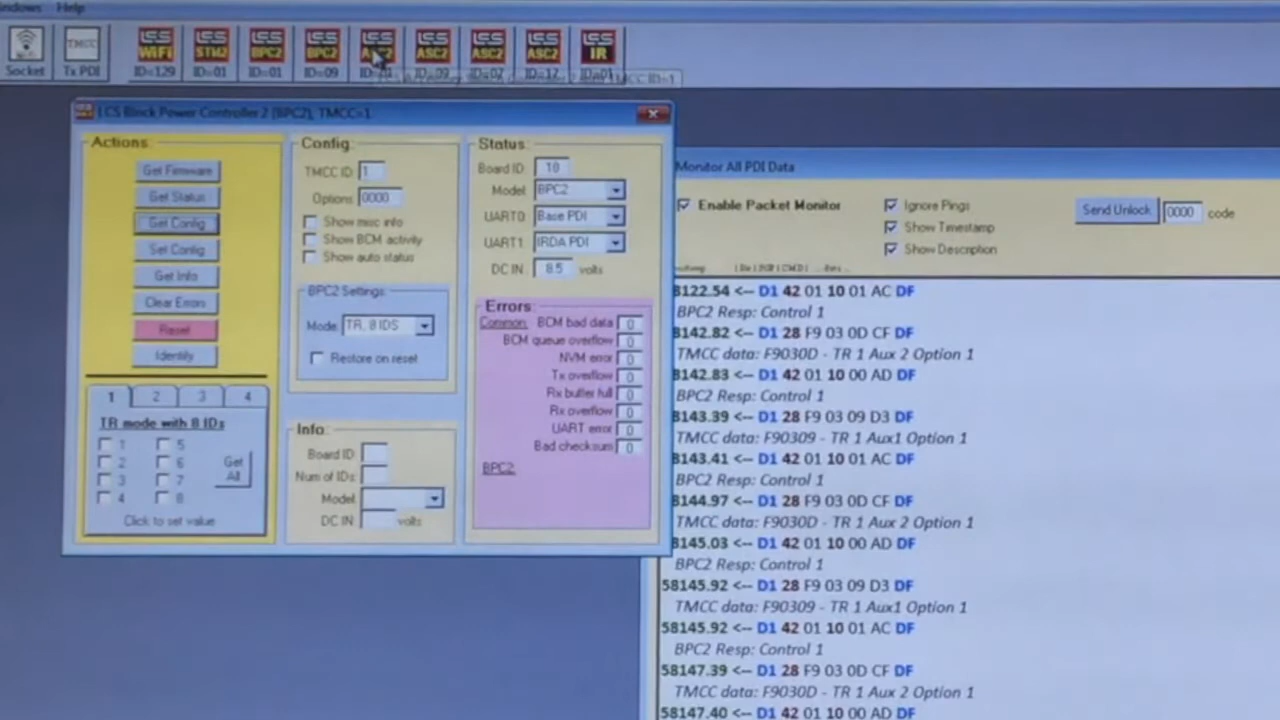 Windows Help
WiFi
Socket
TMCC
Tx PDI
LCS WiFi ID=129
LCS STM2 ID=01
LCS BPC2 ID=01
LCS BPC2 ID=09
LCS
LCS ASC2 ID=09
LCS ASC2
LCS ASC2
LCS IR ID=01
LCS Block Power Controller 2 (BPC2), TMCC=1
Actions:
Get Firmware
Get Status
Get Config
Set Config
Get Info
Clear Errors
Reset
Identify
1 2 3 4
TR mode with 8 IDs
1 5
2 6
3 7
4 8
Get All
Click to set value
Config:
TMCC ID: 1
Options: 0000
Show misc info
Show BCM activity
Show auto status
BPC2 Settings:
Mode: TR, 8 IDS
Restore on reset
Info:
Board ID:
Num of IDs:
Model:
DC IN: volts
Status:
Board ID: 10
Model: BPC2
UART0: Base PDI
UART1: IRDA PDI
DC IN: 8.5 volts
Errors:
Common: BCM bad data 0
BCM queue overflow 0
NVM error 0
Tx overflow 0
Rx buffer full 0
Rx overflow 0
UART error 0
Bad checksum 0
BPC2:
Monitor All PDI Data
Enable Packet Monitor
Ignore Pings
Show Timestamp
Show Description
Send Unlock 0000 code
8122.54 <-- D1 42 01 10 01 AC DF
BPC2 Resp: Control 1
8142.82 <-- D1 28 F9 03 0D CF DF
TMCC data: F9030D - TR 1 Aux 2 Option 1
8142.83 <-- D1 42 01 10 00 AD DF
BPC2 Resp: Control 1
8143.39 <-- D1 28 F9 03 09 D3 DF
TMCC data: F90309 - TR 1 Aux1 Option 1
8143.41 <-- D1 42 01 10 01 AC DF
BPC2 Resp: Control 1
8144.97 <-- D1 28 F9 03 0D CF DF
TMCC data: F9030D - TR 1 Aux 2 Option 1
8145.03 <-- D1 42 01 10 00 AD DF
BPC2 Resp: Control 1
58145.92 <-- D1 28 F9 03 09 D3 DF
TMCC data: F90309 - TR 1 Aux1 Option 1
58145.92 <-- D1 42 01 10 01 AC DF
BPC2 Resp: Control 1
58147.39 <-- D1 28 F9 03 0D CF DF
TMCC data: F9030D - TR 1 Aux 2 Option 1
58147.40 <-- D1 42 01 10 00 AD DF